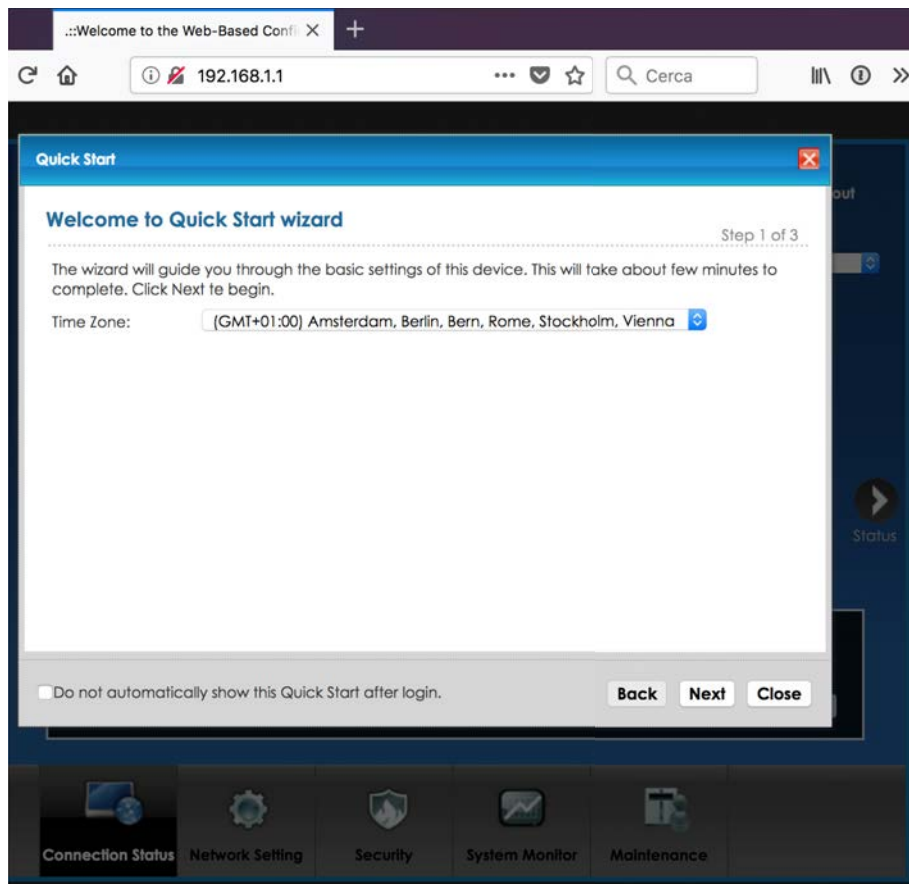 .::Welcome to the Web-Based Confi
192.168.1.1
Cerca
Quick Start
out
Welcome to Quick Start wizard
Step 1 of 3
The wizard will guide you through the basic settings of this device. This will take about few minutes to
complete. Click Next te begin.
Time Zone:
(GMT+01:00) Amsterdam, Berlin, Bern, Rome, Stockholm, Vienna
Status
Do not automatically show this Quick Start after login.
Back Next Close
Connection Status Network Setting Security System Monitor Maintenance